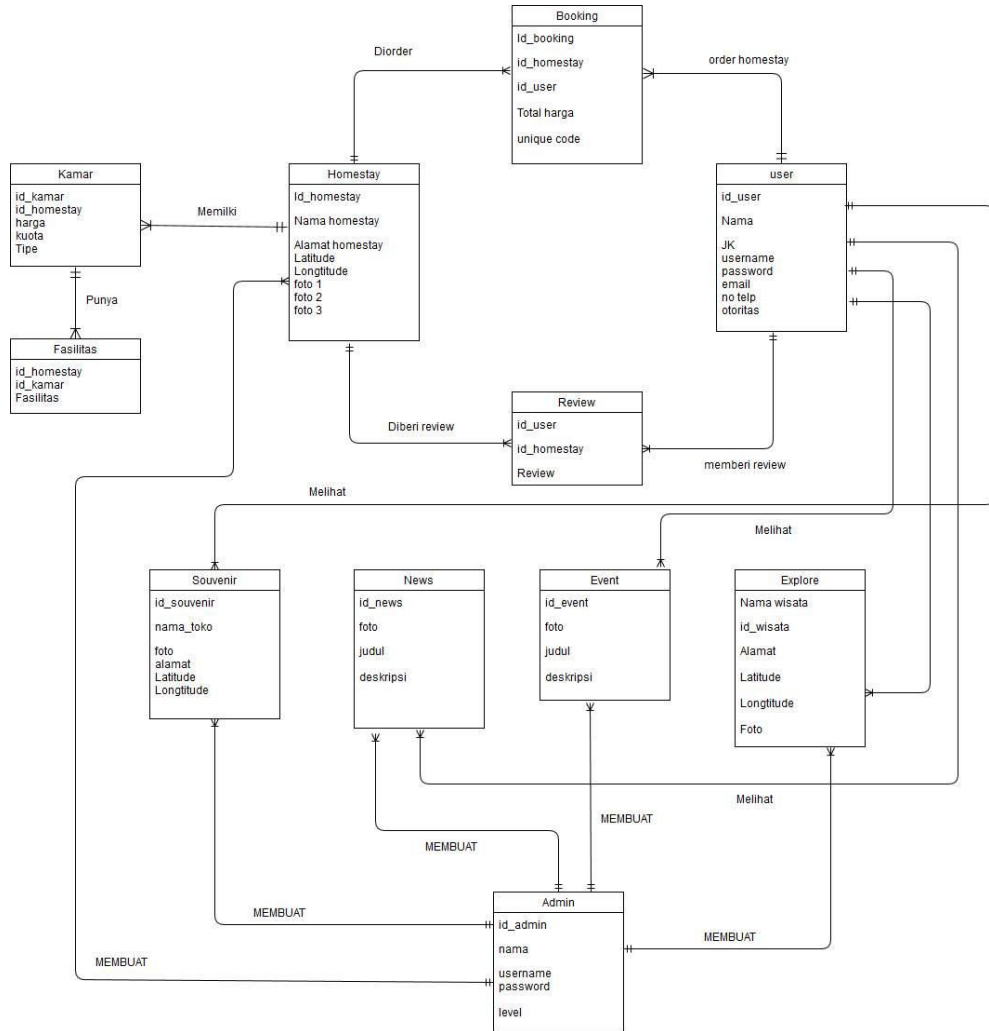 Booking
Id_booking
id_homestay
id_user
Total harga
unique code
Diorder
order homestay
Kamar
id_kamar
id_homestay
harga
kuota
Tipe
Memilki
Homestay
Id_homestay
Nama homestay
Alamat homestay
Latitude
Longtitude
foto 1
foto 2
foto 3
user
id_user
Nama
JK
username
password
email
no telp
otoritas
Punya
Fasilitas
id_homestay
id_kamar
Fasilitas
Diberi review
Review
id_user
id_homestay
Review
memberi review
Melihat
Melihat
Souvenir
id_souvenir
nama_toko
foto
alamat
Latitude
Longtitude
News
id_news
foto
judul
deskripsi
Event
id_event
foto
judul
deskripsi
Explore
Nama wisata
id_wisata
Alamat
Latitude
Longtitude
Foto
Melihat
MEMBUAT
MEMBUAT
MEMBUAT
MEMBUAT
MEMBUAT
Admin
id_admin
nama
username
password
level